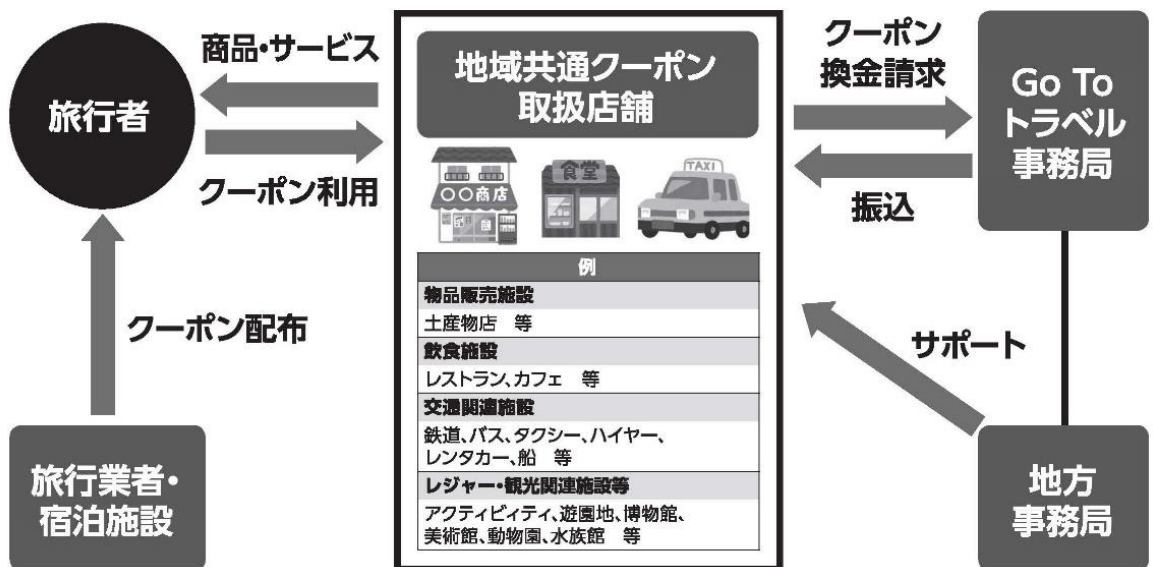 旅行者
商品・サービス
クーポン利用
クーポン配布
旅行業者・
宿泊施設
地域共通クーポン
取扱店舗
○○商店
食堂
TAXI
例
物品販売施設
土産物店 等
飲食施設
レストラン、カフェ 等
交通関連施設
鉄道、バス、タクシー、ハイヤー、
レンタカー、船 等
レジャー・観光関連施設等
アクティビィティ、遊園地、博物館、
美術館、動物園、水族館 等
クーポン
換金請求
振込
サポート
Go To
トラベル
事務局
地方
事務局